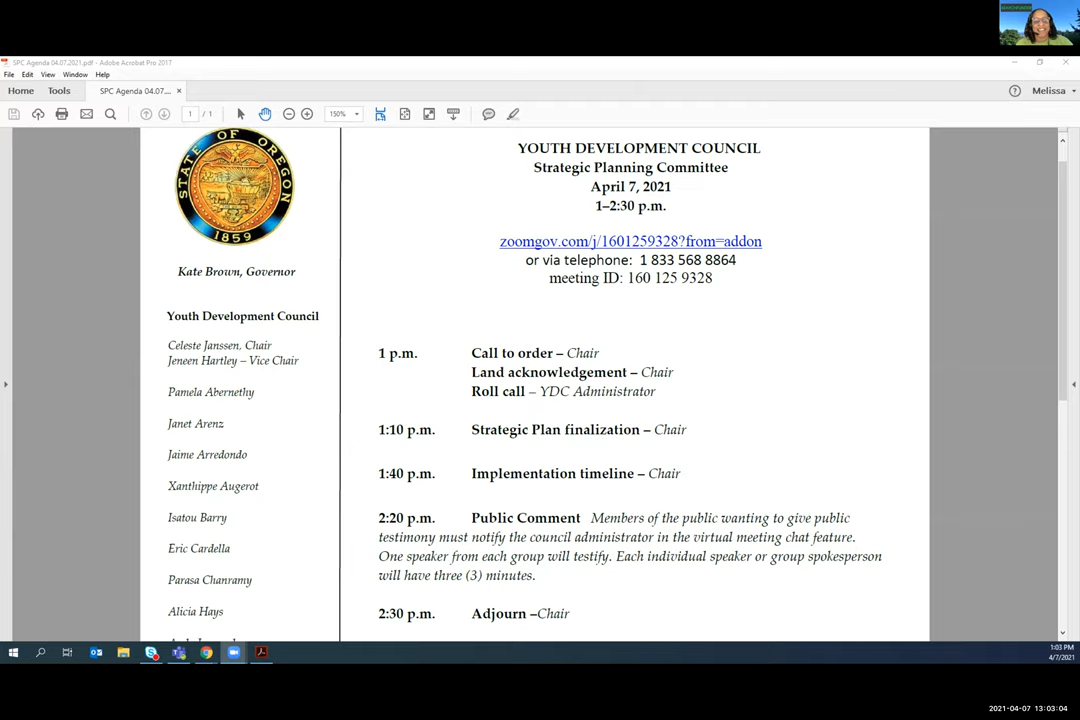 SPC Agenda 04.07.2021.pdf - Adobe Acrobat Pro 2017
File Edit View Window Help
Home Tools SPC Agenda 04.07.... × Melissa
1 / 1 150%
STATE OF OREGON
1859
Kate Brown, Governor
Youth Development Council
Celeste Janssen, Chair
Jeneen Hartley – Vice Chair
Pamela Abernethy
Janet Arenz
Jaime Arredondo
Xanthippe Augerot
Isatou Barry
Eric Cardella
Parasa Chanramy
Alicia Hays
YOUTH DEVELOPMENT COUNCIL
Strategic Planning Committee
April 7, 2021
1–2:30 p.m.
zoomgov.com/j/1601259328?from=addon
or via telephone: 1 833 568 8864
meeting ID: 160 125 9328
1 p.m. Call to order – Chair
Land acknowledgement – Chair
Roll call – YDC Administrator
1:10 p.m. Strategic Plan finalization – Chair
1:40 p.m. Implementation timeline – Chair
2:20 p.m. Public Comment Members of the public wanting to give public
testimony must notify the council administrator in the virtual meeting chat feature.
One speaker from each group will testify. Each individual speaker or group spokesperson
will have three (3) minutes.
2:30 p.m. Adjourn –Chair
1:03 PM
4/7/2021
2021-04-07 13:03:04